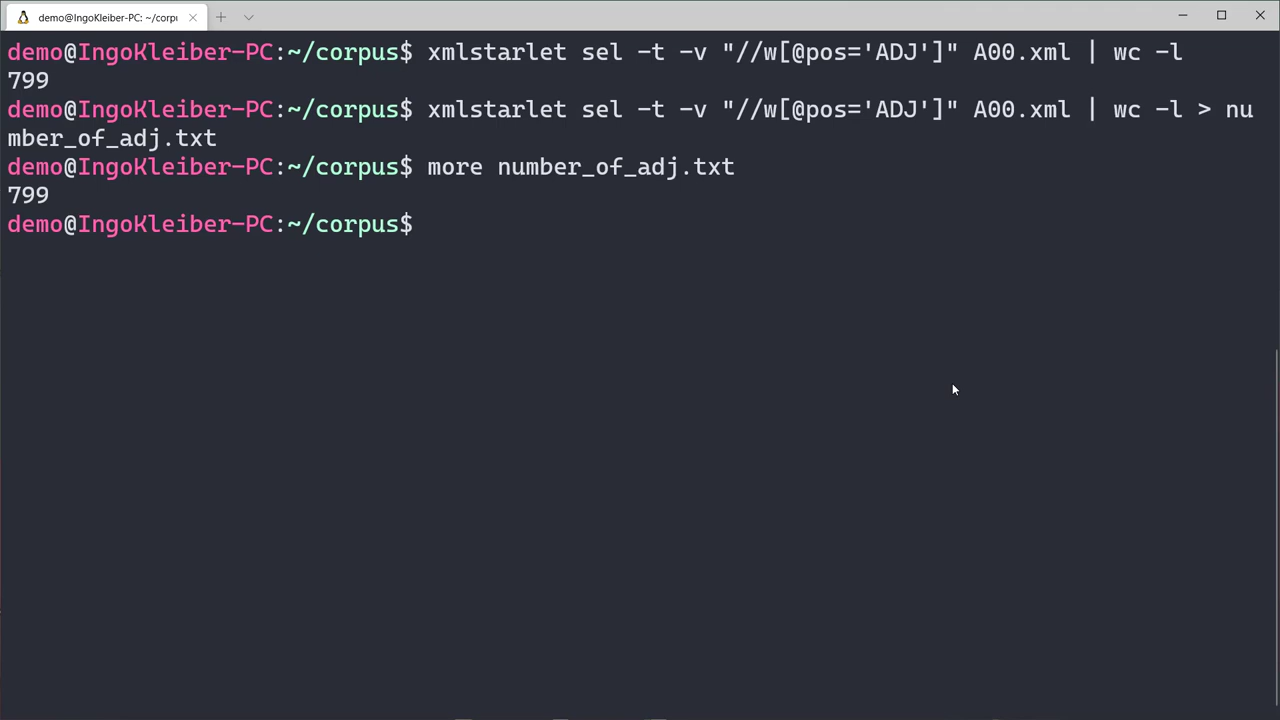 demo@IngoKleiber-PC: ~/corpu
demo@IngoKleiber-PC:~/corpus$ xmlstarlet sel -t -v "//w[@pos='ADJ']" A00.xml | wc -l
799
demo@IngoKleiber-PC:~/corpus$ xmlstarlet sel -t -v "//w[@pos='ADJ']" A00.xml | wc -l > nu
mber_of_adj.txt
demo@IngoKleiber-PC:~/corpus$ more number_of_adj.txt
799
demo@IngoKleiber-PC:~/corpus$